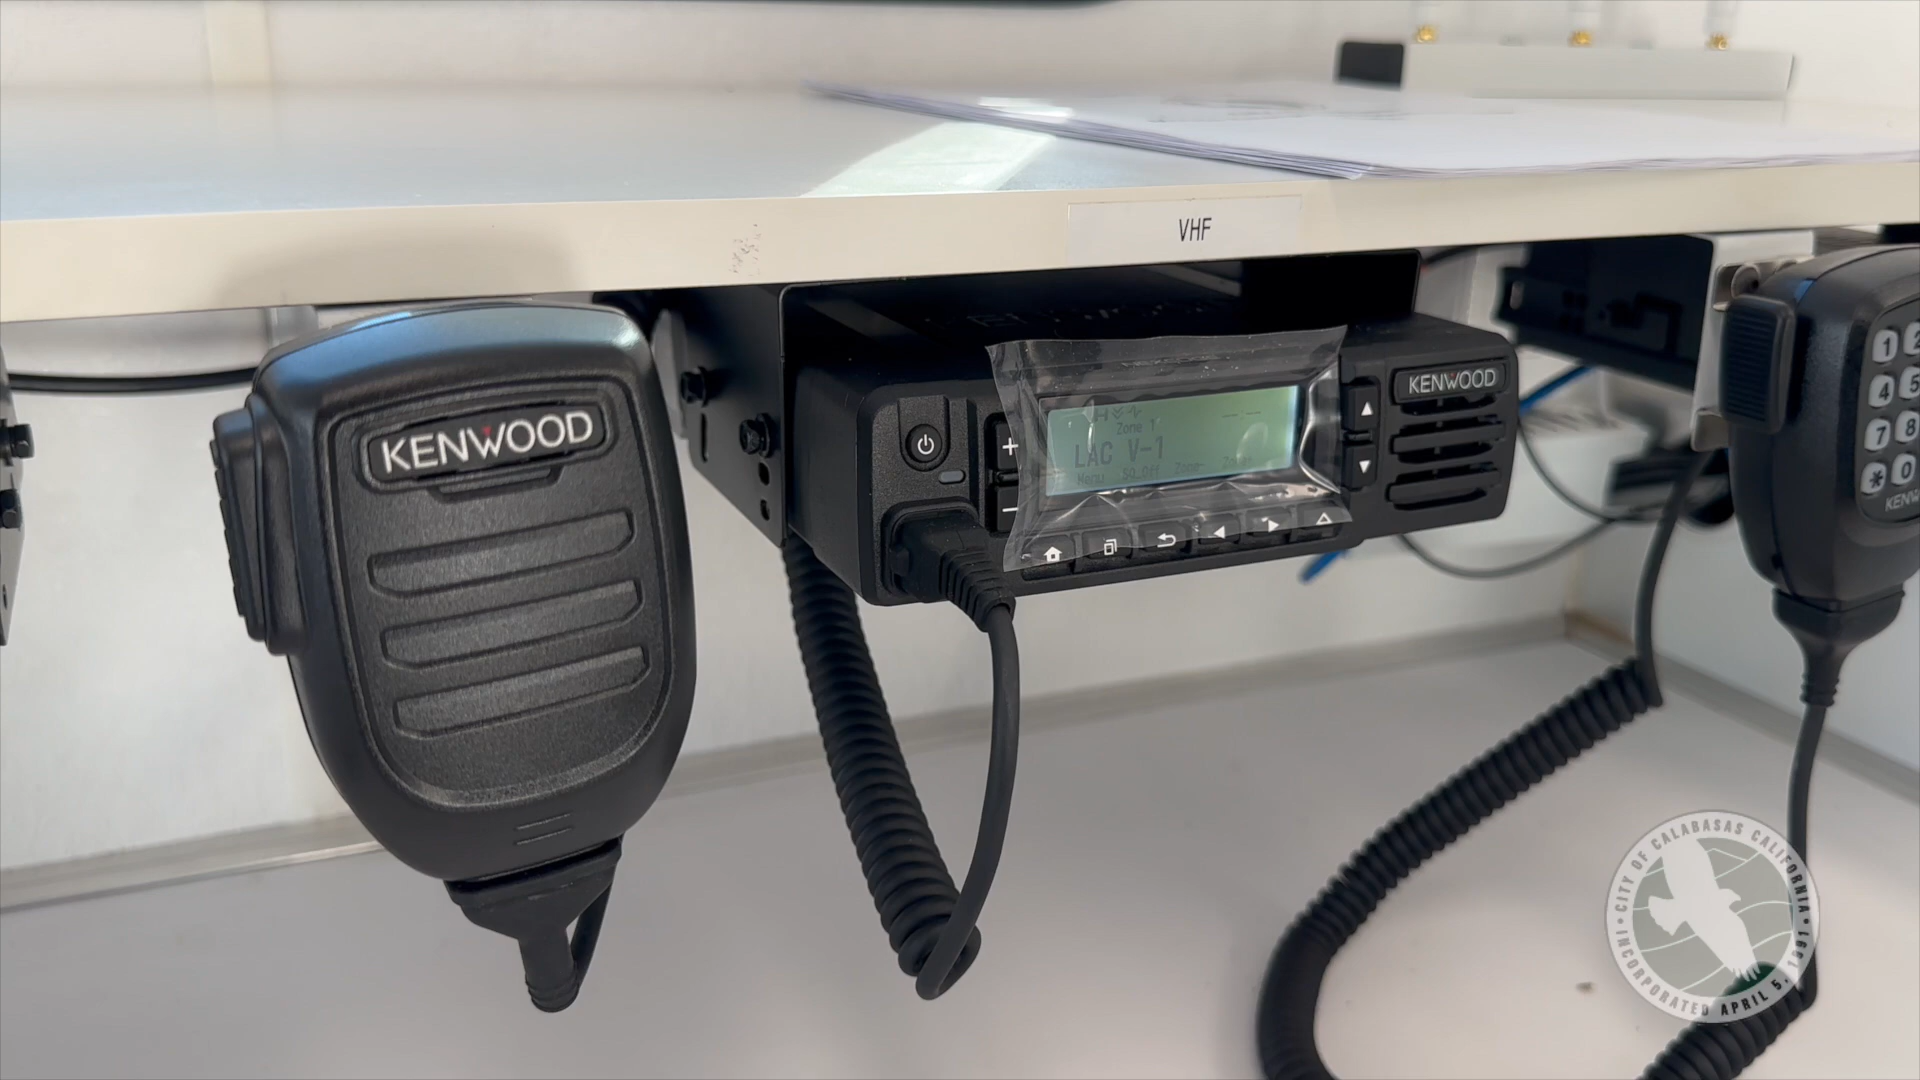 VHF
KENWOOD
KENWOOD
Zone 1
LAC V-1
Menu
1
2
4
5
7
8
*
0
CITY OF CALABASAS CALIFORNIA
INCORPORATED APRIL 5, 1991